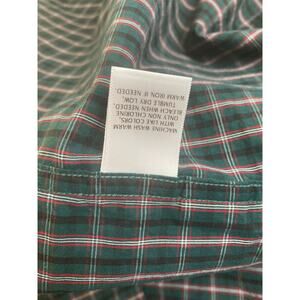 MACHINE WASH WARM
WITH LIKE COLORS,
ONLY NON CHLORINE
BLEACH WHEN NEEDED,
TUMBLE DRY LOW,
WARM IRON IF NEEDED.